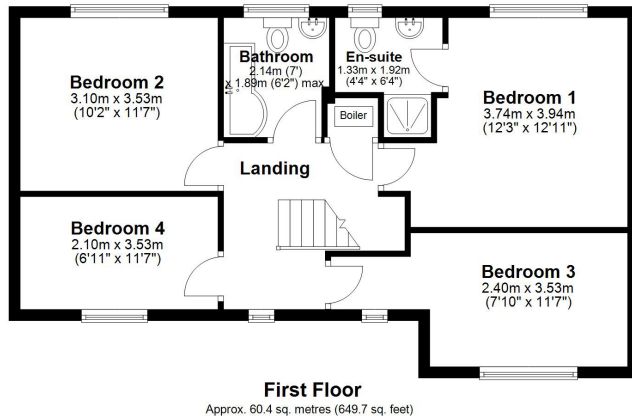 Bedroom 2
3.10m x 3.53m
(10'2" x 11'7")
Bathroom
2.14m (7')
x 1.89m (6'2") max
En-suite
1.33m x 1.92m
(4'4" x 6'4")
Bedroom 1
3.74m x 3.94m
(12'3" x 12'11")
Boiler
Landing
Bedroom 4
2.10m x 3.53m
(6'11" x 11'7")
Bedroom 3
2.40m x 3.53m
(7'10" x 11'7")
First Floor
Approx. 60.4 sq. metres (649.7 sq. feet)